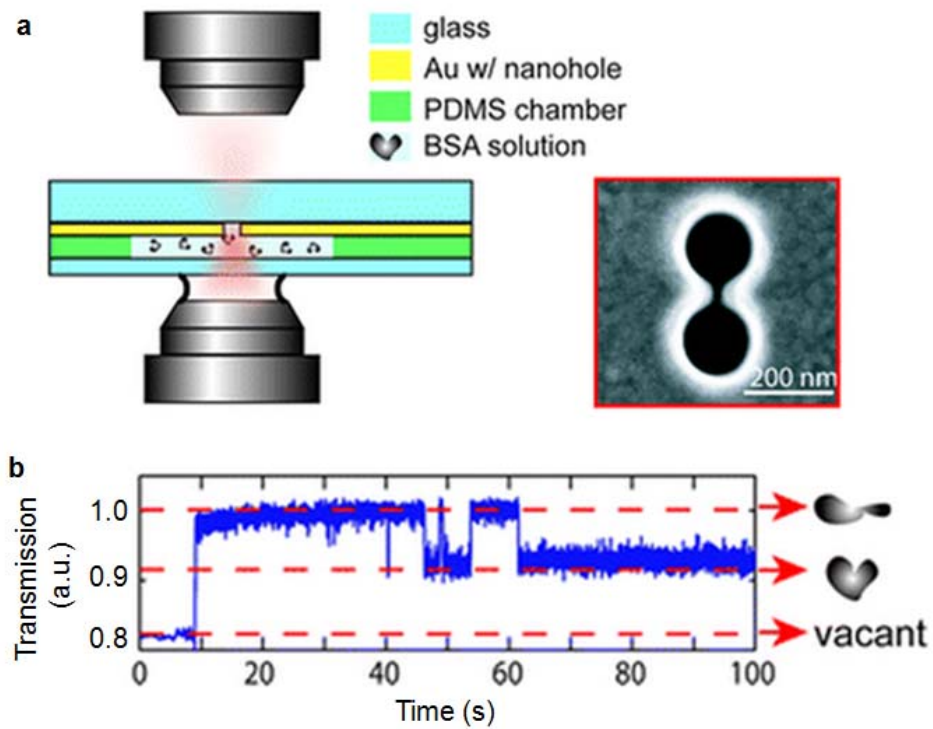 a
glass
Au w/ nanohole
PDMS chamber
BSA solution
200 nm
b
Transmission
(a.u.)
1.0
0.9
0.8
vacant
0 20 40 60 80 100
Time (s)